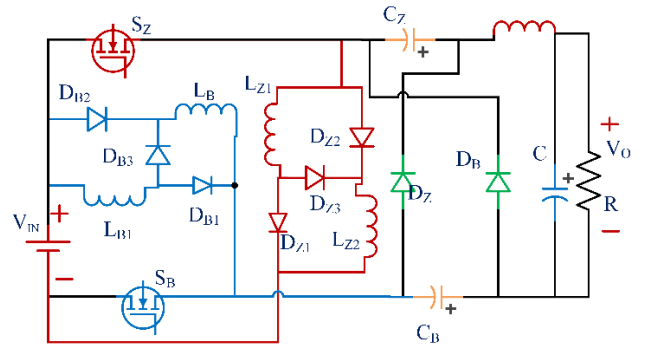 S_Z
C_Z
+
D_B2
L_B
L_Z1
D_Z2
D_B3
D_Z3
D_Z
D_B
C
+
+
V_O
R
−
V_IN
+
−
L_B1
D_B1
D_Z1
L_Z2
S_B
C_B
+